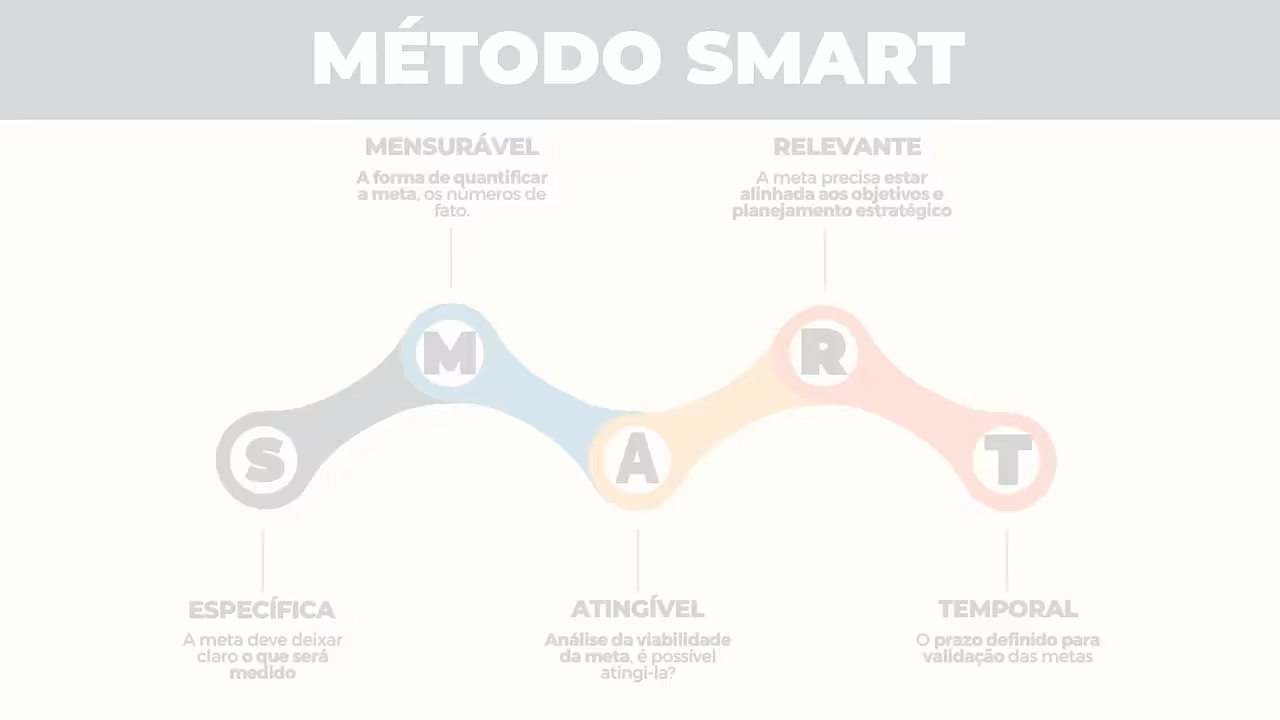 MÉTODO SMART
MENSURÁVEL
A forma de quantificar
a meta, os números de
fato.
RELEVANTE
A meta precisa estar
alinhada aos objetivos e
planejamento estratégico
M
R
S
A
T
ESPECÍFICA
A meta deve deixar
claro o que será
medido
ATINGÍVEL
Análise da viabilidade
da meta, é possível
atingi-la?
TEMPORAL
O prazo definido para
validação das metas